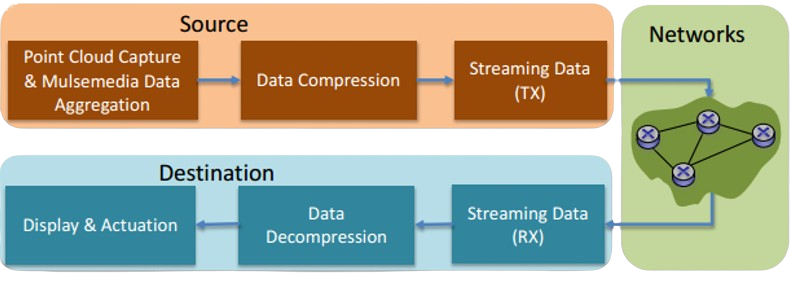 Source
Networks
Point Cloud Capture
& Mulsemedia Data
Aggregation
Data Compression
Streaming Data
(TX)
Destination
Display & Actuation
Data
Decompression
Streaming Data
(RX)